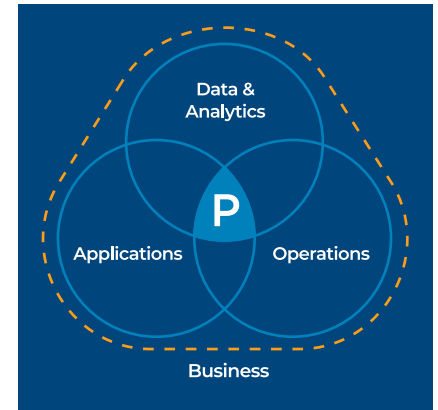 Data &
Analytics
P
Applications
Operations
Business